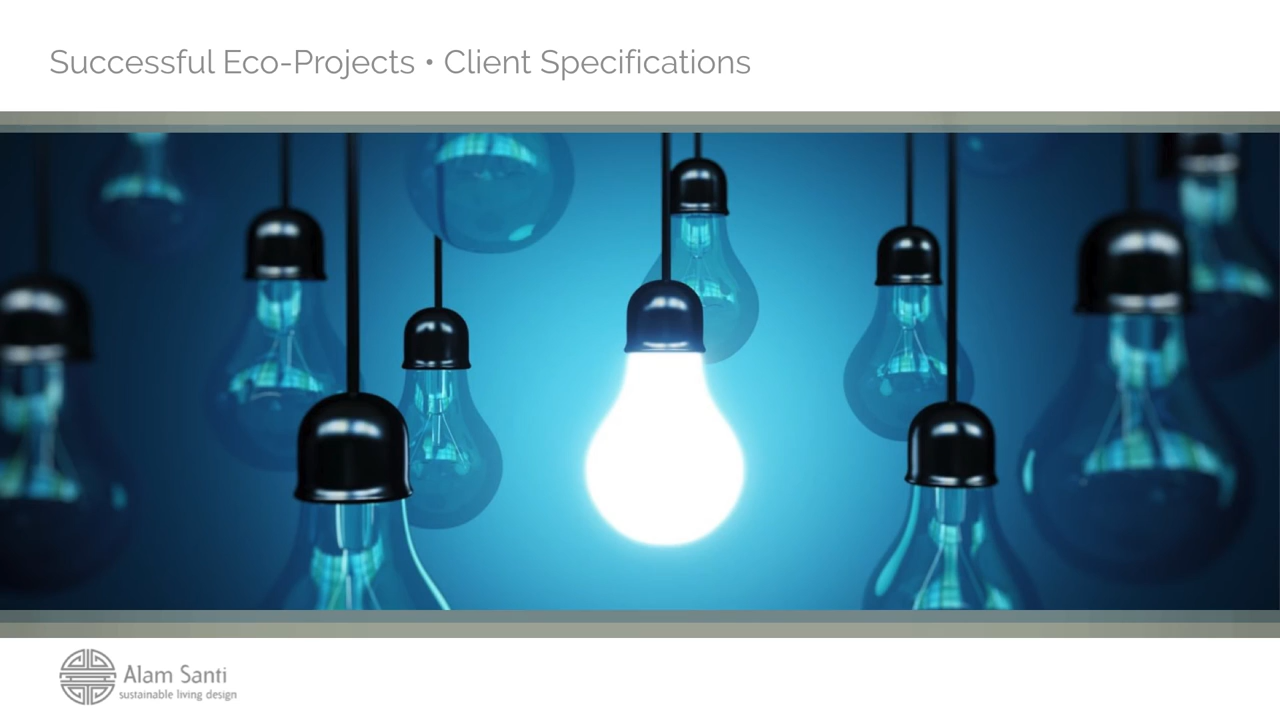 Successful Eco-Projects • Client Specifications
Alam Santi
sustainable living design